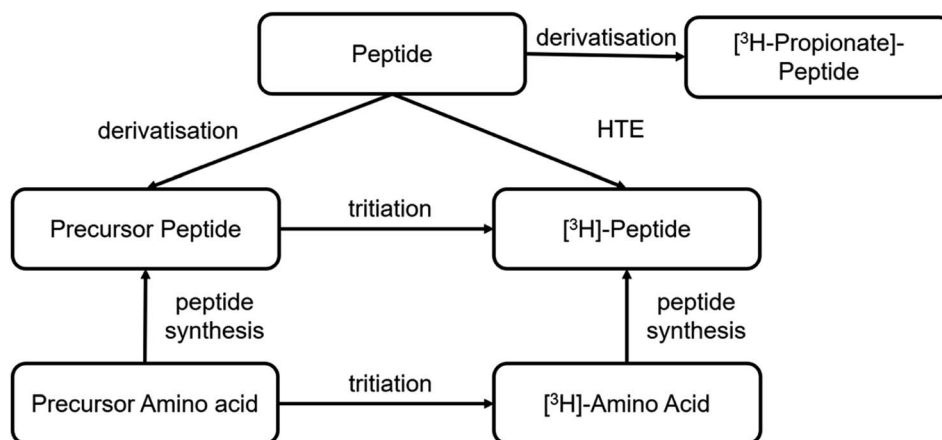 Peptide
derivatisation
[³H-Propionate]-
Peptide
derivatisation
HTE
Precursor Peptide
tritiation
[³H]-Peptide
peptide
synthesis
peptide
synthesis
Precursor Amino acid
tritiation
[³H]-Amino Acid